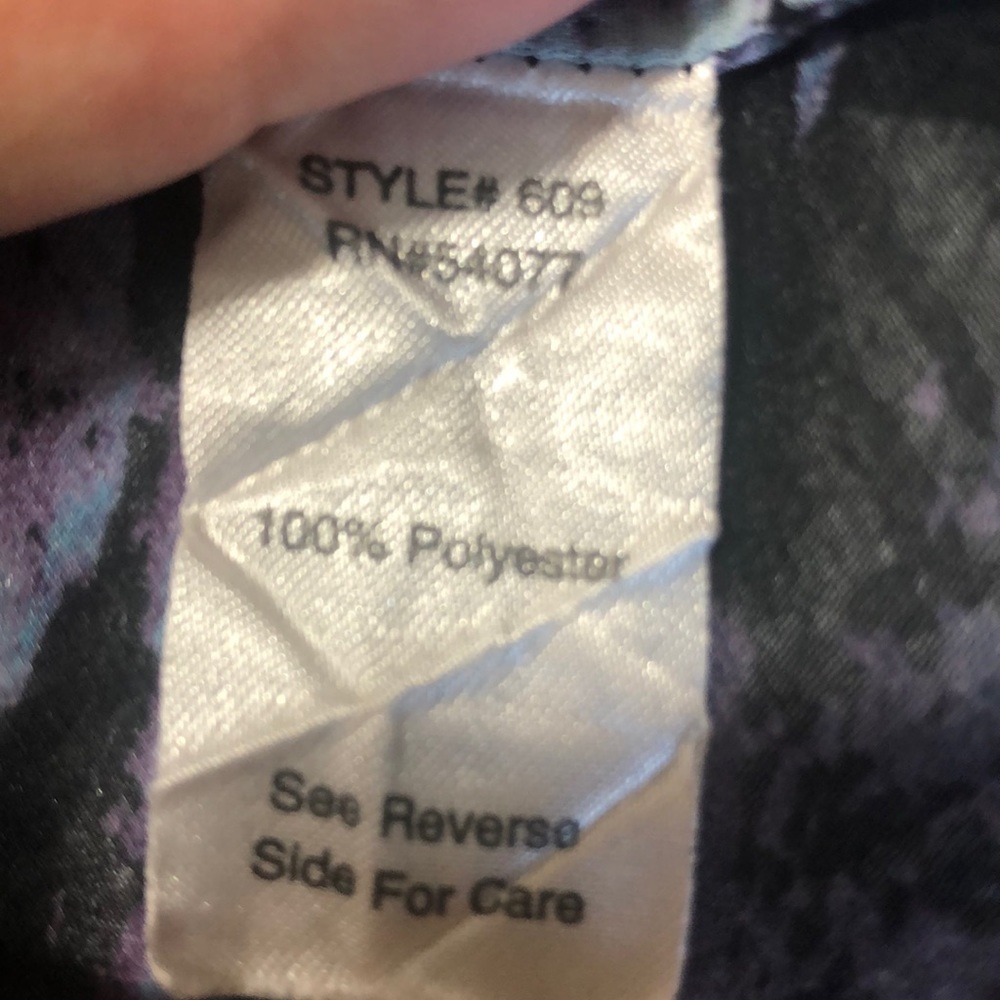 STYLE# 609
RN#54077
100% Polyester
See Reverse
Side For Care